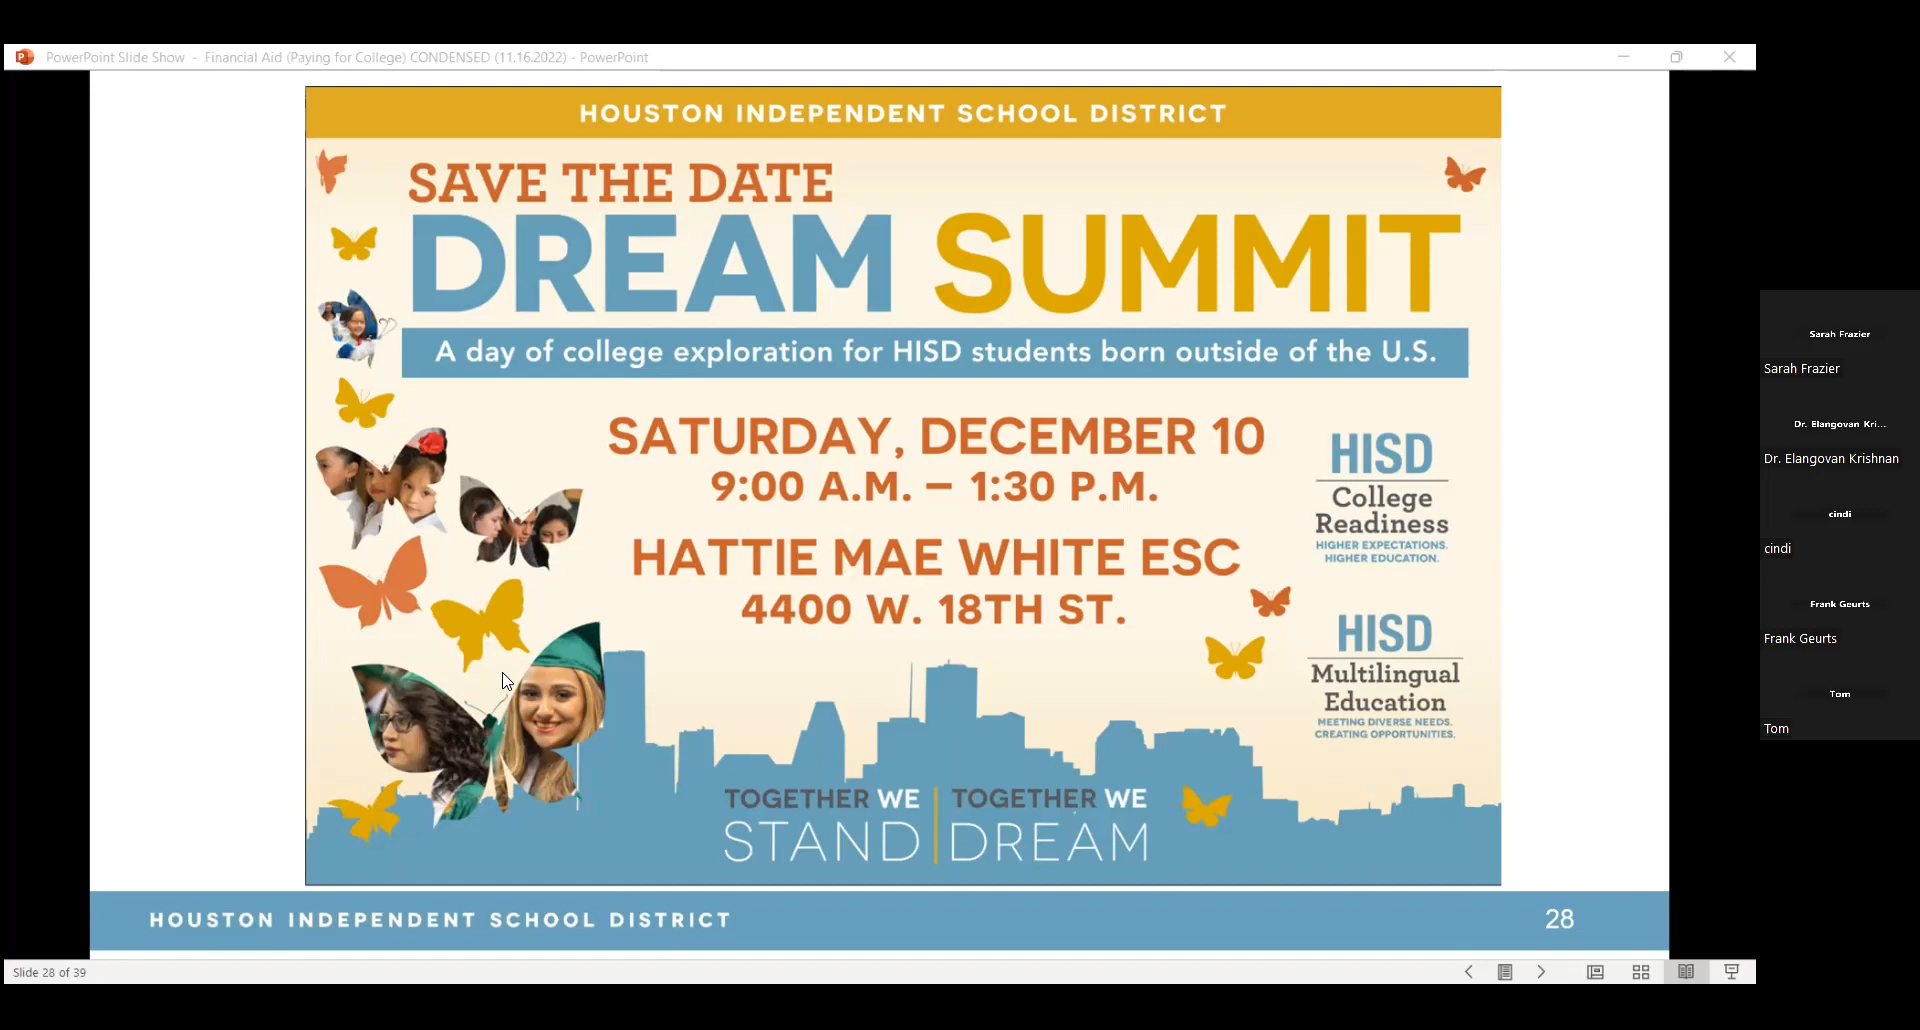 PowerPoint Slide Show - Financial Aid (Paying for College) CONDENSED (11.16.2022) - PowerPoint
HOUSTON INDEPENDENT SCHOOL DISTRICT
SAVE THE DATE
DREAM SUMMIT
A day of college exploration for HISD students born outside of the U.S.
SATURDAY, DECEMBER 10
9:00 A.M. – 1:30 P.M.
HATTIE MAE WHITE ESC
4400 W. 18TH ST.
HISD
College
Readiness
HIGHER EXPECTATIONS.
HIGHER EDUCATION.
HISD
Multilingual
Education
MEETING DIVERSE NEEDS.
CREATING OPPORTUNITIES.
TOGETHER WE
STAND
TOGETHER WE
DREAM
HOUSTON INDEPENDENT SCHOOL DISTRICT
28
Slide 28 of 39
Sarah Frazier
Sarah Frazier
Dr. Elangovan Kri...
Dr. Elangovan Krishnan
cindi
cindi
Frank Geurts
Frank Geurts
Tom
Tom